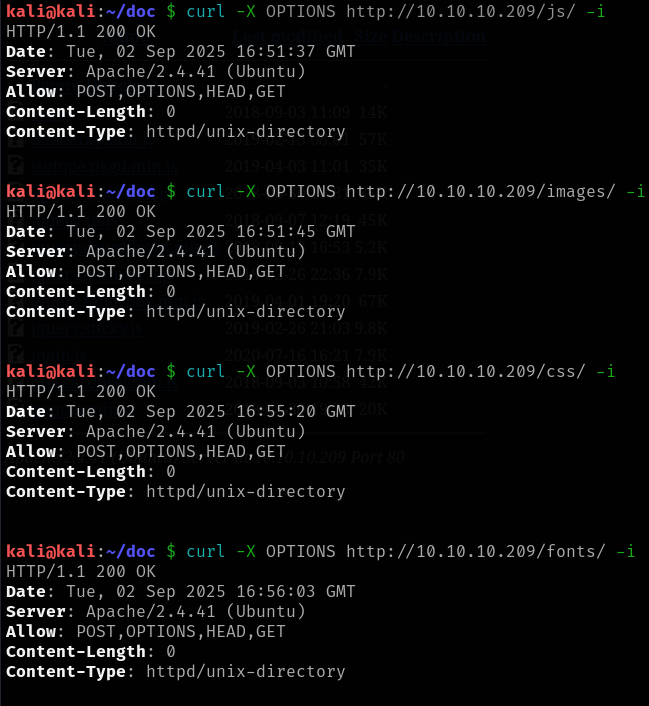 kali@kali:~/doc $ curl -X OPTIONS http://10.10.10.209/js/ -i
HTTP/1.1 200 OK
Date: Tue, 02 Sep 2025 16:51:37 GMT
Server: Apache/2.4.41 (Ubuntu)
Allow: POST,OPTIONS,HEAD,GET
Content-Length: 0
Content-Type: httpd/unix-directory
kali@kali:~/doc $ curl -X OPTIONS http://10.10.10.209/images/ -i
HTTP/1.1 200 OK
Date: Tue, 02 Sep 2025 16:51:45 GMT
Server: Apache/2.4.41 (Ubuntu)
Allow: POST,OPTIONS,HEAD,GET
Content-Length: 0
Content-Type: httpd/unix-directory
kali@kali:~/doc $ curl -X OPTIONS http://10.10.10.209/css/ -i
HTTP/1.1 200 OK
Date: Tue, 02 Sep 2025 16:55:20 GMT
Server: Apache/2.4.41 (Ubuntu)
Allow: POST,OPTIONS,HEAD,GET
Content-Length: 0
Content-Type: httpd/unix-directory
kali@kali:~/doc $ curl -X OPTIONS http://10.10.10.209/fonts/ -i
HTTP/1.1 200 OK
Date: Tue, 02 Sep 2025 16:56:03 GMT
Server: Apache/2.4.41 (Ubuntu)
Allow: POST,OPTIONS,HEAD,GET
Content-Length: 0
Content-Type: httpd/unix-directory